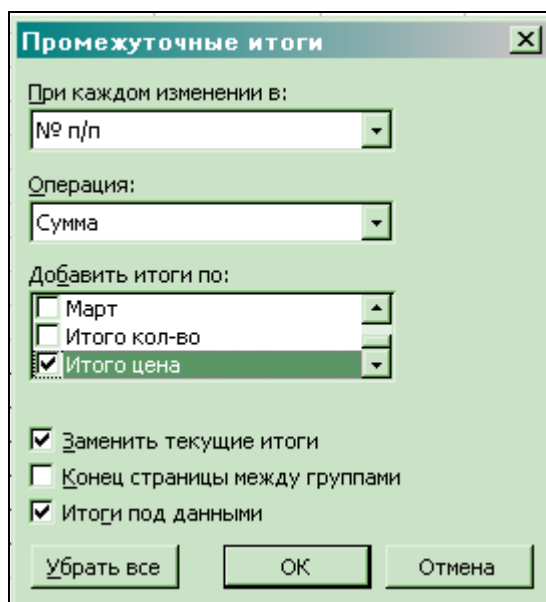 Промежуточные итоги
При каждом изменении в:
№ п/п
Операция:
Сумма
Добавить итоги по:
Март
Итого кол-во
Итого цена
Заменить текущие итоги
Конец страницы между группами
Итоги под данными
Убрать все ОК Отмена